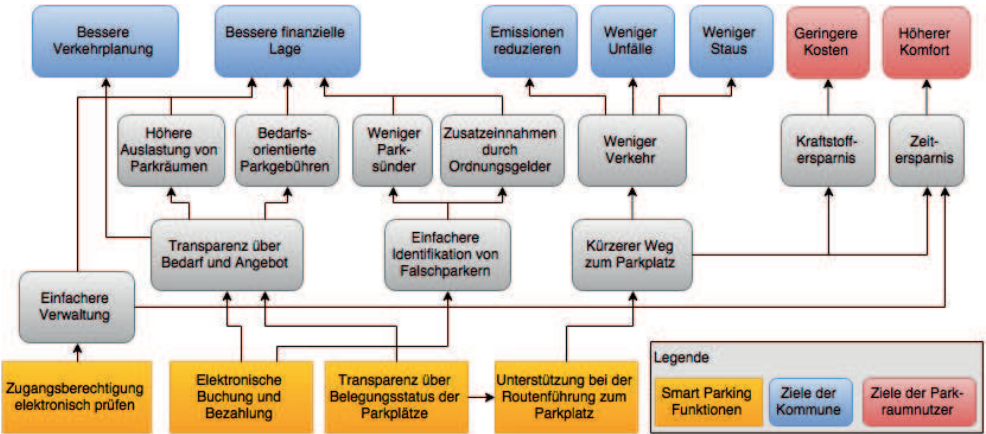 Bessere
Verkehrplanung
Bessere finanzielle
Lage
Emissionen
reduzieren
Weniger
Unfälle
Weniger
Staus
Geringere
Kosten
Höherer
Komfort
Höhere
Auslastung von
Parkräumen
Bedarfs-
orientierte
Parkgebühren
Weniger
Park-
sünder
Zusatzeinnahmen
durch
Ordnungsgelder
Weniger
Verkehr
Kraftstoff-
ersparnis
Zeit-
ersparnis
Transparenz über
Bedarf und Angebot
Einfachere
Identifikation von
Falschparkern
Kürzerer Weg
zum Parkplatz
Einfachere
Verwaltung
Zugangsberechtigung
elektronisch prüfen
Elektronische
Buchung und
Bezahlung
Transparenz über
Belegungsstatus der
Parkplätze
Unterstützung bei der
Routenführung zum
Parkplatz
Legende
Smart Parking
Funktionen
Ziele der
Kommune
Ziele der Park-
raumnutzer